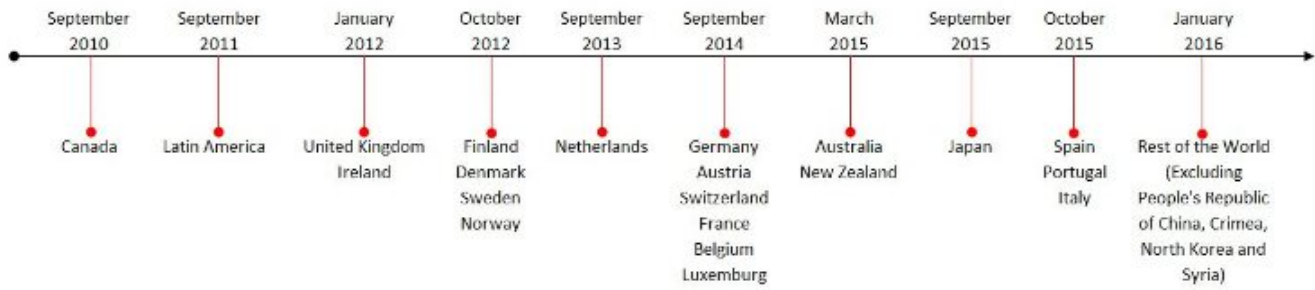 September
2010
September
2011
January
2012
October
2012
September
2013
September
2014
March
2015
September
2015
October
2015
January
2016
Canada
Latin America
United Kingdom
Ireland
Finland
Denmark
Sweden
Norway
Netherlands
Germany
Austria
Switzerland
France
Belgium
Luxemburg
Australia
New Zealand
Japan
Spain
Portugal
Italy
Rest of the World
(Excluding
People's Republic
of China, Crimea,
North Korea and
Syria)